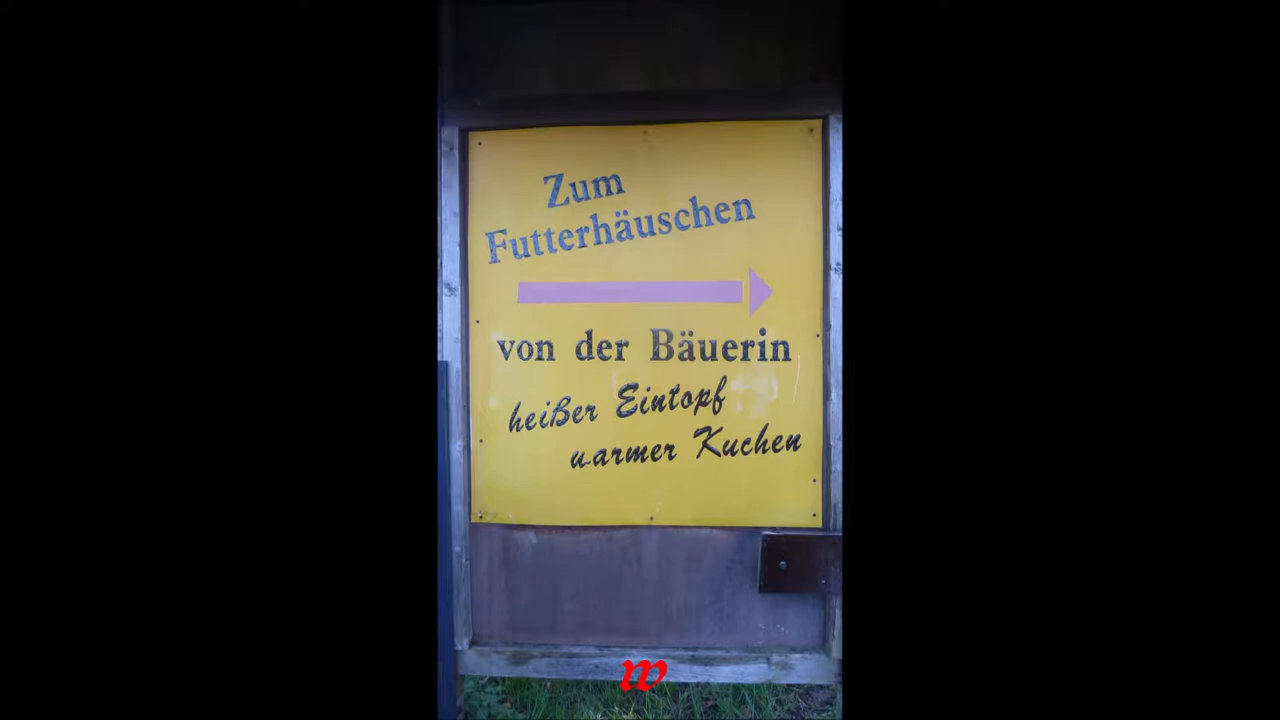 Zum
Futterhäuschen
von der Bäuerin
heißer Eintopf
warmer Kuchen
w